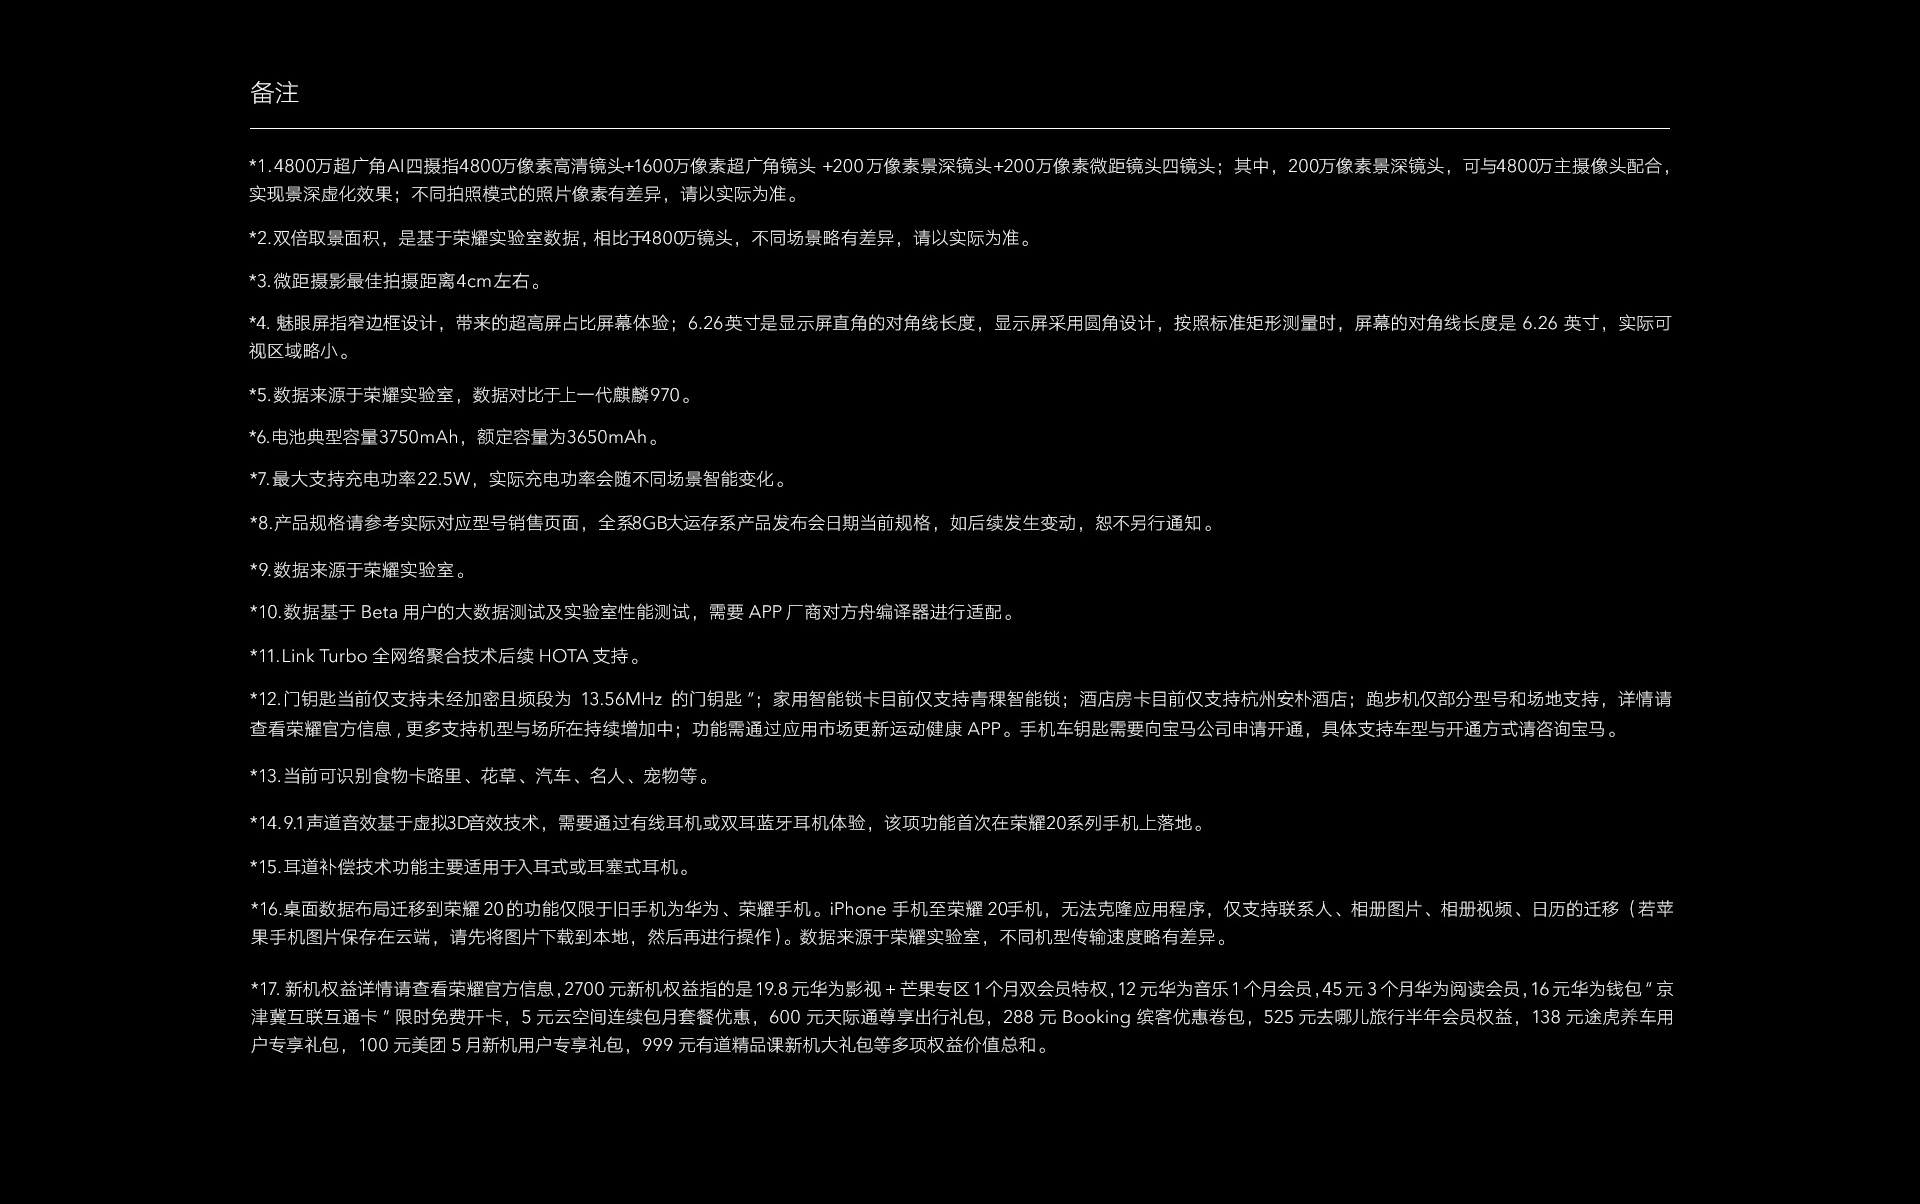 备注
*1.4800万超广角AI四摄指4800万像素高清镜头+1600万像素超广角镜头 +200万像素景深镜头+200万像素微距镜头四镜头；其中，200万像素景深镜头，可与4800万主摄像头配合，
实现景深虚化效果；不同拍照模式的照片像素有差异，请以实际为准。
*2.双倍取景面积，是基于荣耀实验室数据，相比于4800万镜头，不同场景略有差异，请以实际为准。
*3.微距摄影最佳拍摄距离4cm左右。
*4. 魅眼屏指窄边框设计，带来的超高屏占比屏幕体验；6.26英寸是显示屏直角的对角线长度，显示屏采用圆角设计，按照标准矩形测量时，屏幕的对角线长度是 6.26 英寸，实际可
视区域略小。
*5.数据来源于荣耀实验室，数据对比于上一代麒麟970。
*6.电池典型容量3750mAh，额定容量为3650mAh。
*7.最大支持充电功率22.5W，实际充电功率会随不同场景智能变化。
*8.产品规格请参考实际对应型号销售页面，全系8GB大运存系产品发布会日期当前规格，如后续发生变动，恕不另行通知。
*9.数据来源于荣耀实验室。
*10.数据基于 Beta 用户的大数据测试及实验室性能测试，需要 APP 厂商对方舟编译器进行适配。
*11.Link Turbo 全网络聚合技术后续 HOTA 支持。
*12.门钥匙当前仅支持未经加密且频段为 13.56MHz 的门钥匙 "；家用智能锁卡目前仅支持青稞智能锁；酒店房卡目前仅支持杭州安朴酒店；跑步机仅部分型号和场地支持，详情请
查看荣耀官方信息 , 更多支持机型与场所在持续增加中；功能需通过应用市场更新运动健康 APP。手机车钥匙需要向宝马公司申请开通，具体支持车型与开通方式请咨询宝马。
*13.当前可识别食物卡路里、花草、汽车、名人、宠物等。
*14.9.1声道音效基于虚拟3D音效技术，需要通过有线耳机或双耳蓝牙耳机体验，该项功能首次在荣耀20系列手机上落地。
*15.耳道补偿技术功能主要适用于入耳式或耳塞式耳机。
*16.桌面数据布局迁移到荣耀 20的功能仅限于旧手机为华为、荣耀手机。iPhone 手机至荣耀 20手机，无法克隆应用程序，仅支持联系人、相册图片、相册视频、日历的迁移（若苹
果手机图片保存在云端，请先将图片下载到本地，然后再进行操作）。数据来源于荣耀实验室，不同机型传输速度略有差异。
*17. 新机权益详情请查看荣耀官方信息,2700 元新机权益指的是19.8 元华为影视 + 芒果专区 1 个月双会员特权,12 元华为音乐 1 个月会员,45 元 3 个月华为阅读会员,16 元华为钱包 " 京
津冀互联互通卡 " 限时免费开卡，5 元云空间连续包月套餐优惠，600 元天际通尊享出行礼包，288 元 Booking 缤客优惠卷包，525 元去哪儿旅行半年会员权益，138 元途虎养车用
户专享礼包，100 元美团 5 月新机用户专享礼包，999 元有道精品课新机大礼包等多项权益价值总和。